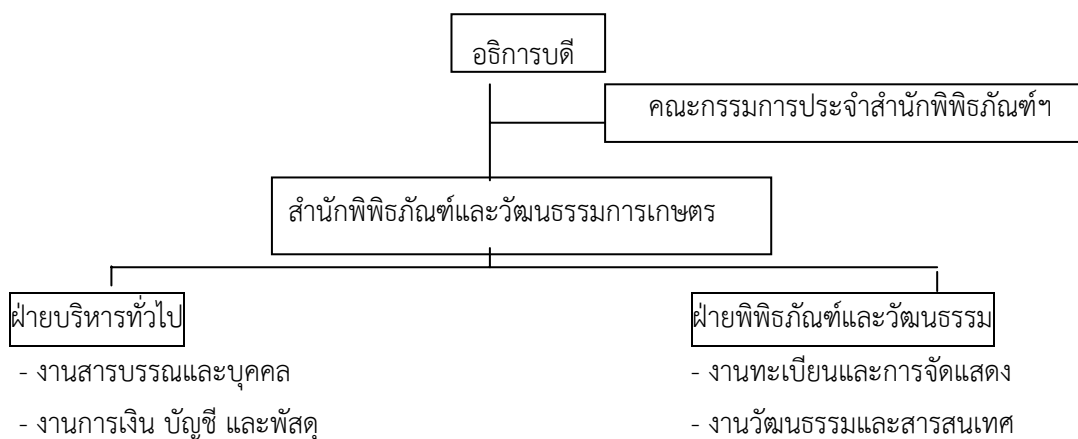 อธิการบดี
คณะกรรมการประจำสำนักพิพิธภัณฑ์ฯ
สำนักพิพิธภัณฑ์และวัฒนธรรมการเกษตร
ฝ่ายบริหารทั่วไป
- งานสารบรรณและบุคคล
- งานการเงิน บัญชี และพัสดุ
ฝ่ายพิพิธภัณฑ์และวัฒนธรรม
- งานทะเบียนและการจัดแสดง
- งานวัฒนธรรมและสารสนเทศ